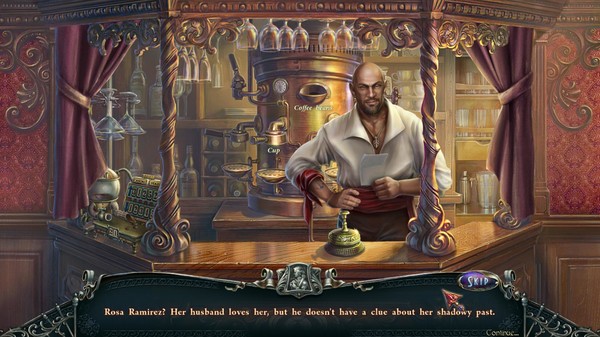 Coffee beans
Cup
SKIP
Rosa Ramirez? Her husband loves her, but he doesn't have a clue about her shadowy past.